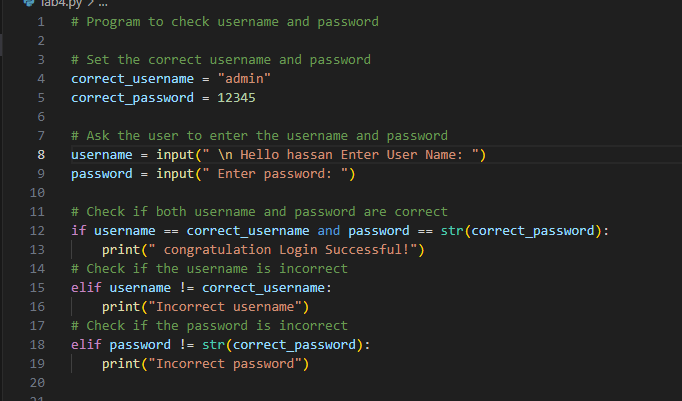 lab4.py > ...
1 # Program to check username and password
2
3 # Set the correct username and password
4 correct_username = "admin"
5 correct_password = 12345
6
7 # Ask the user to enter the username and password
8 username = input(" \n Hello hassan Enter User Name: ")
9 password = input(" Enter password: ")
10
11 # Check if both username and password are correct
12 if username == correct_username and password == str(correct_password):
13     print(" congratulation Login Successful!")
14 # Check if the username is incorrect
15 elif username != correct_username:
16     print("Incorrect username")
17 # Check if the password is incorrect
18 elif password != str(correct_password):
19     print("Incorrect password")
20
21